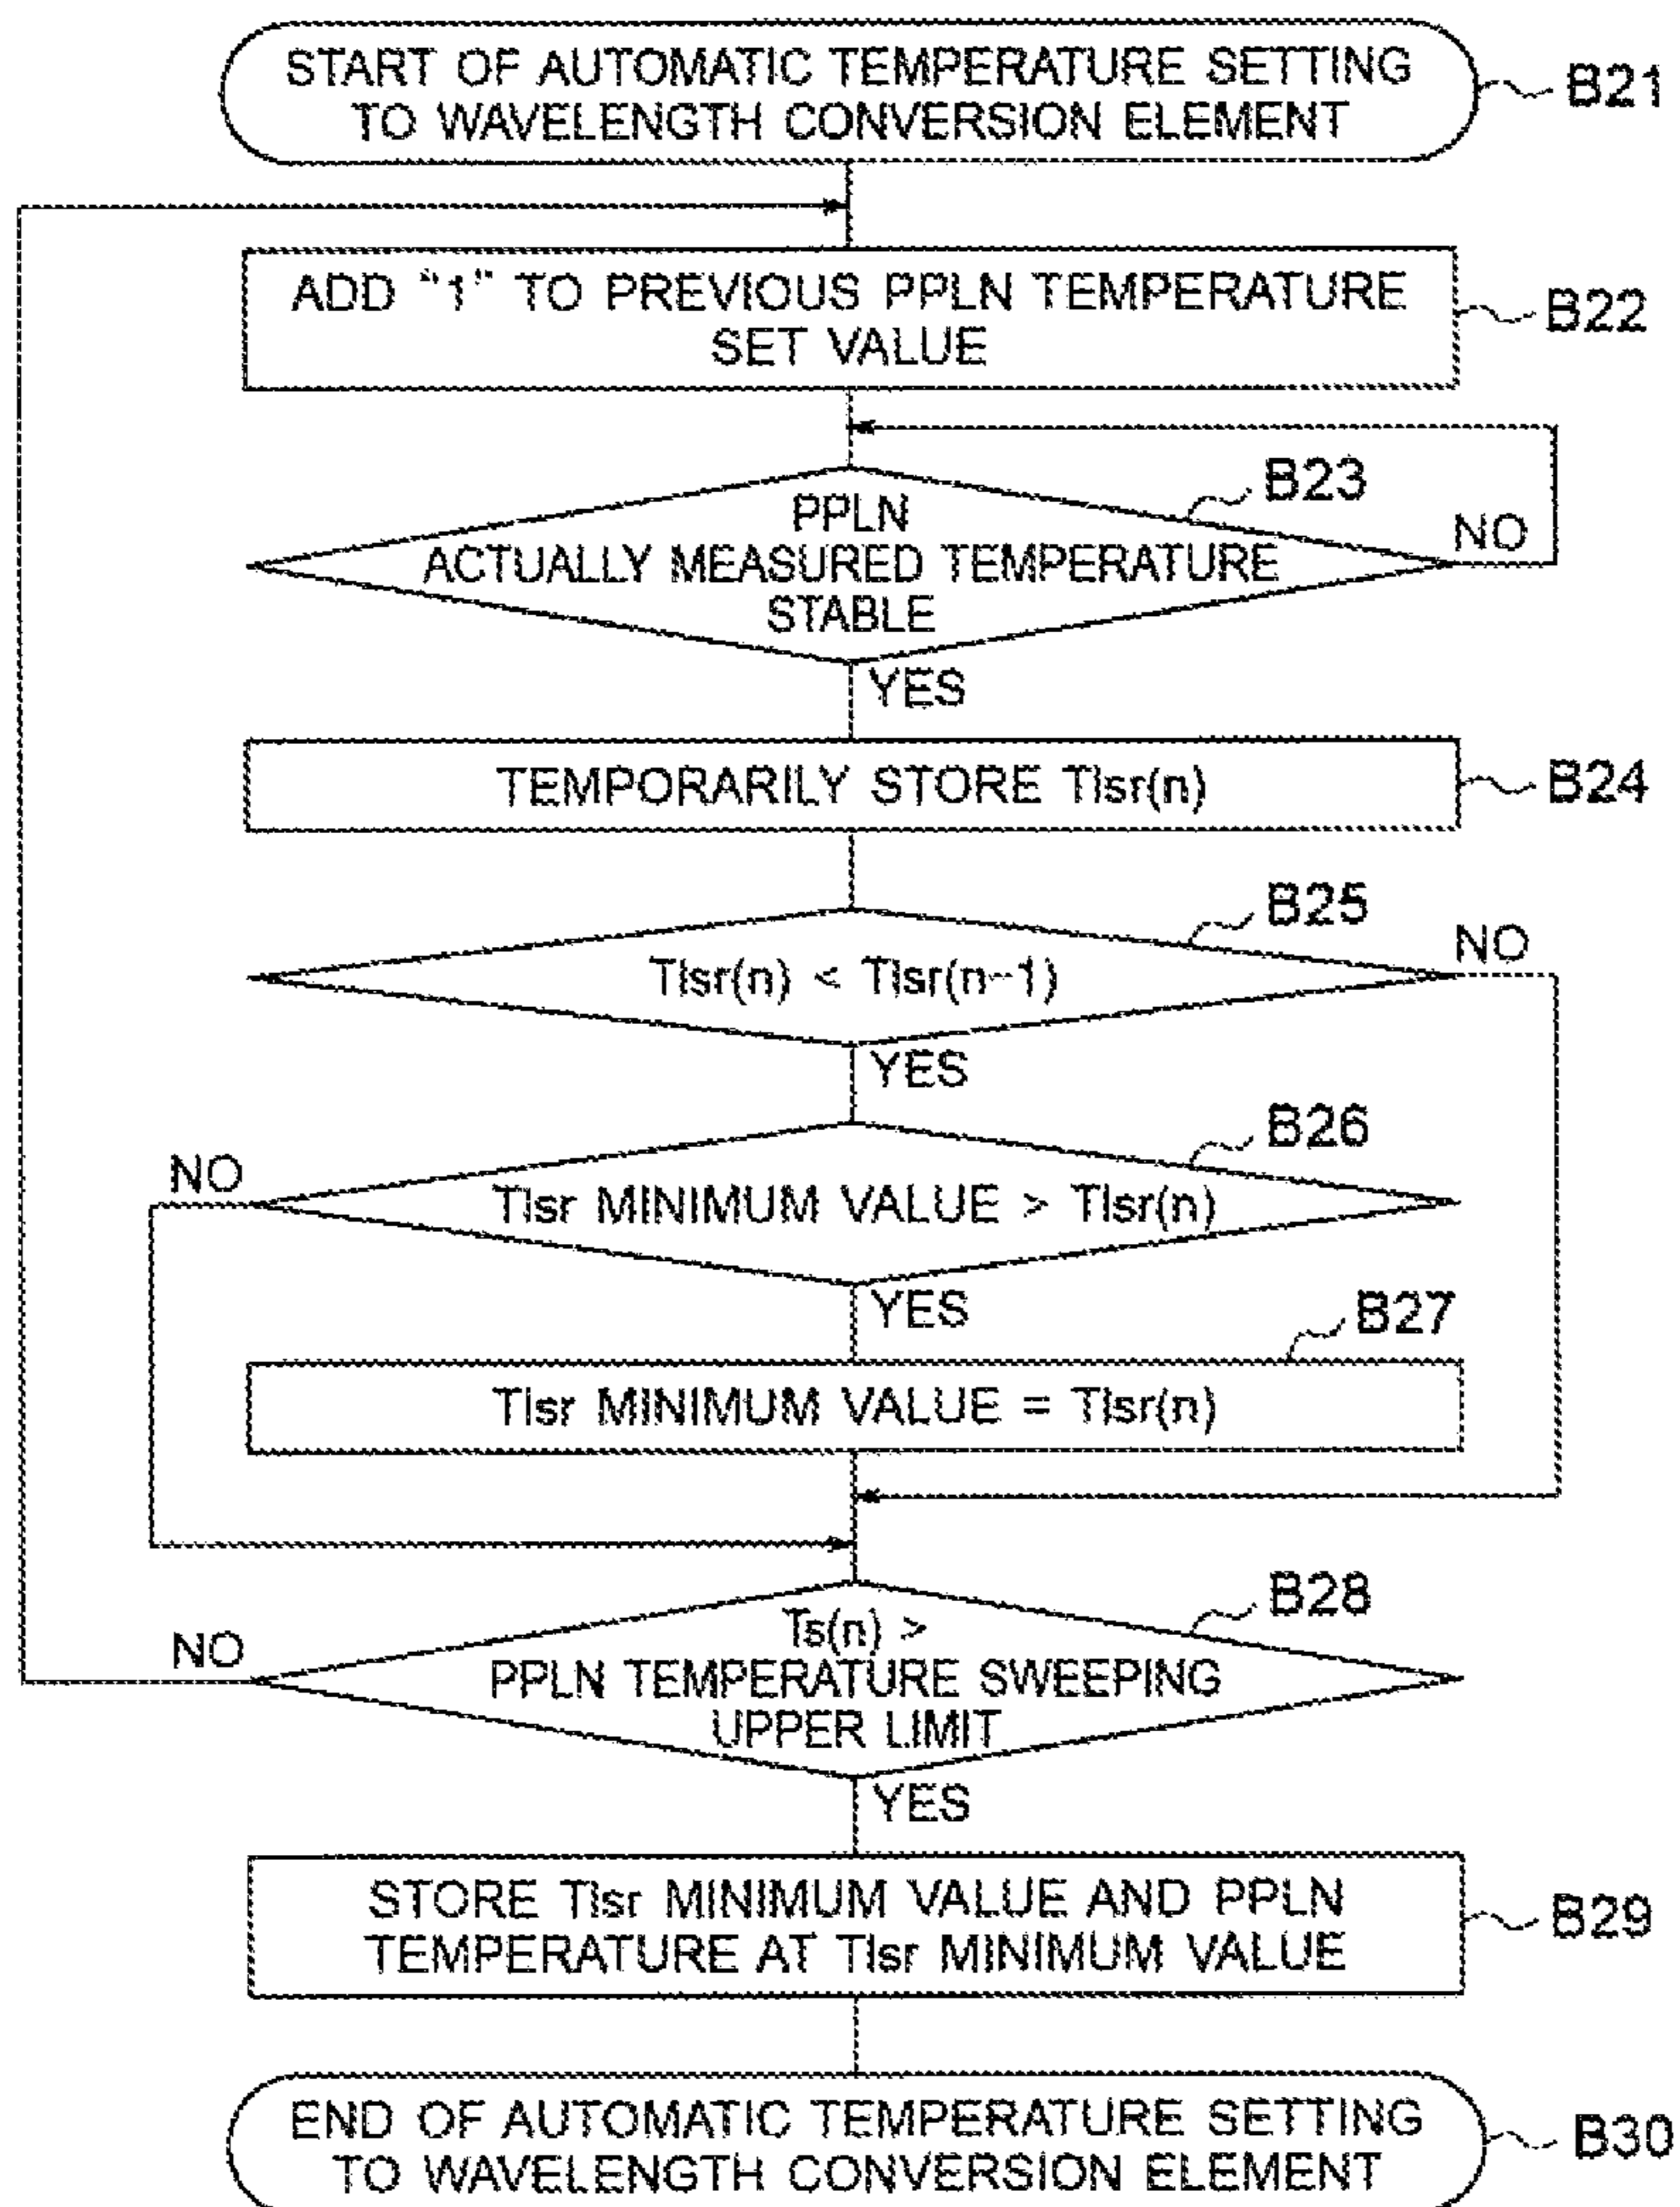 START OF AUTOMATIC TEMPERATURE SETTING
TO WAVELENGTH CONVERSION ELEMENT
B21
ADD "1" TO PREVIOUS PPLN TEMPERATURE
SET VALUE
B22
B23
PPLN
ACTUALLY MEASURED TEMPERATURE
STABLE
NO
YES
TEMPORARILY STORE Tlsr(n)
B24
B25
Tlsr(n) < Tlsr(n-1)
NO
YES
B26
NO
Tlsr MINIMUM VALUE > Tlsr(n)
YES
B27
Tlsr MINIMUM VALUE = Tlsr(n)
B28
NO
Ts(n) >
PPLN TEMPERATURE SWEEPING
UPPER LIMIT
YES
STORE Tlsr MINIMUM VALUE AND PPLN
TEMPERATURE AT Tlsr MINIMUM VALUE
B29
END OF AUTOMATIC TEMPERATURE SETTING
TO WAVELENGTH CONVERSION ELEMENT
B30